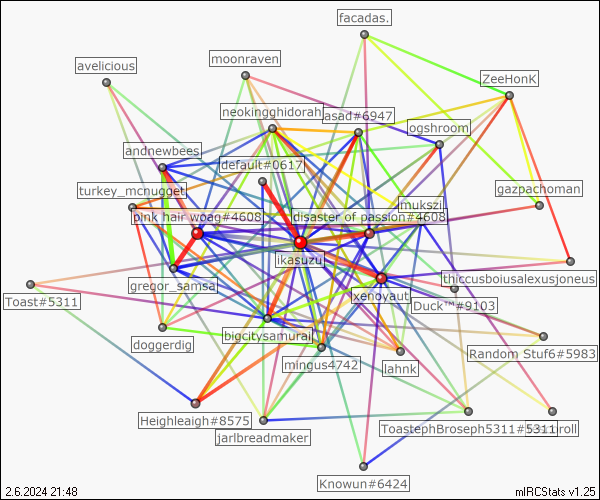 facadas.
moonraven
avelicious
ZeeHonK
neokingghidorah
asad#6947
ogshroom
andnewbees
default#0617
turkey_mcnugget
gazpachoman
mukszi
pink hair woag#4608
disaster of passion#4608
ikasuzu
thiccusboiusalexusjoneus
gregor_samsa
xenoyaut
Toast#5311
Duck™#9103
bigcitysamurai
doggerdig
Random Stuf6#5983
mingus4742
lahnk
Heighleaigh#8575
ToastephBroseph5311#5311
roll
jarlbreadmaker
Knowun#6424
2.6.2024 21:48
mIRCStats v1.25